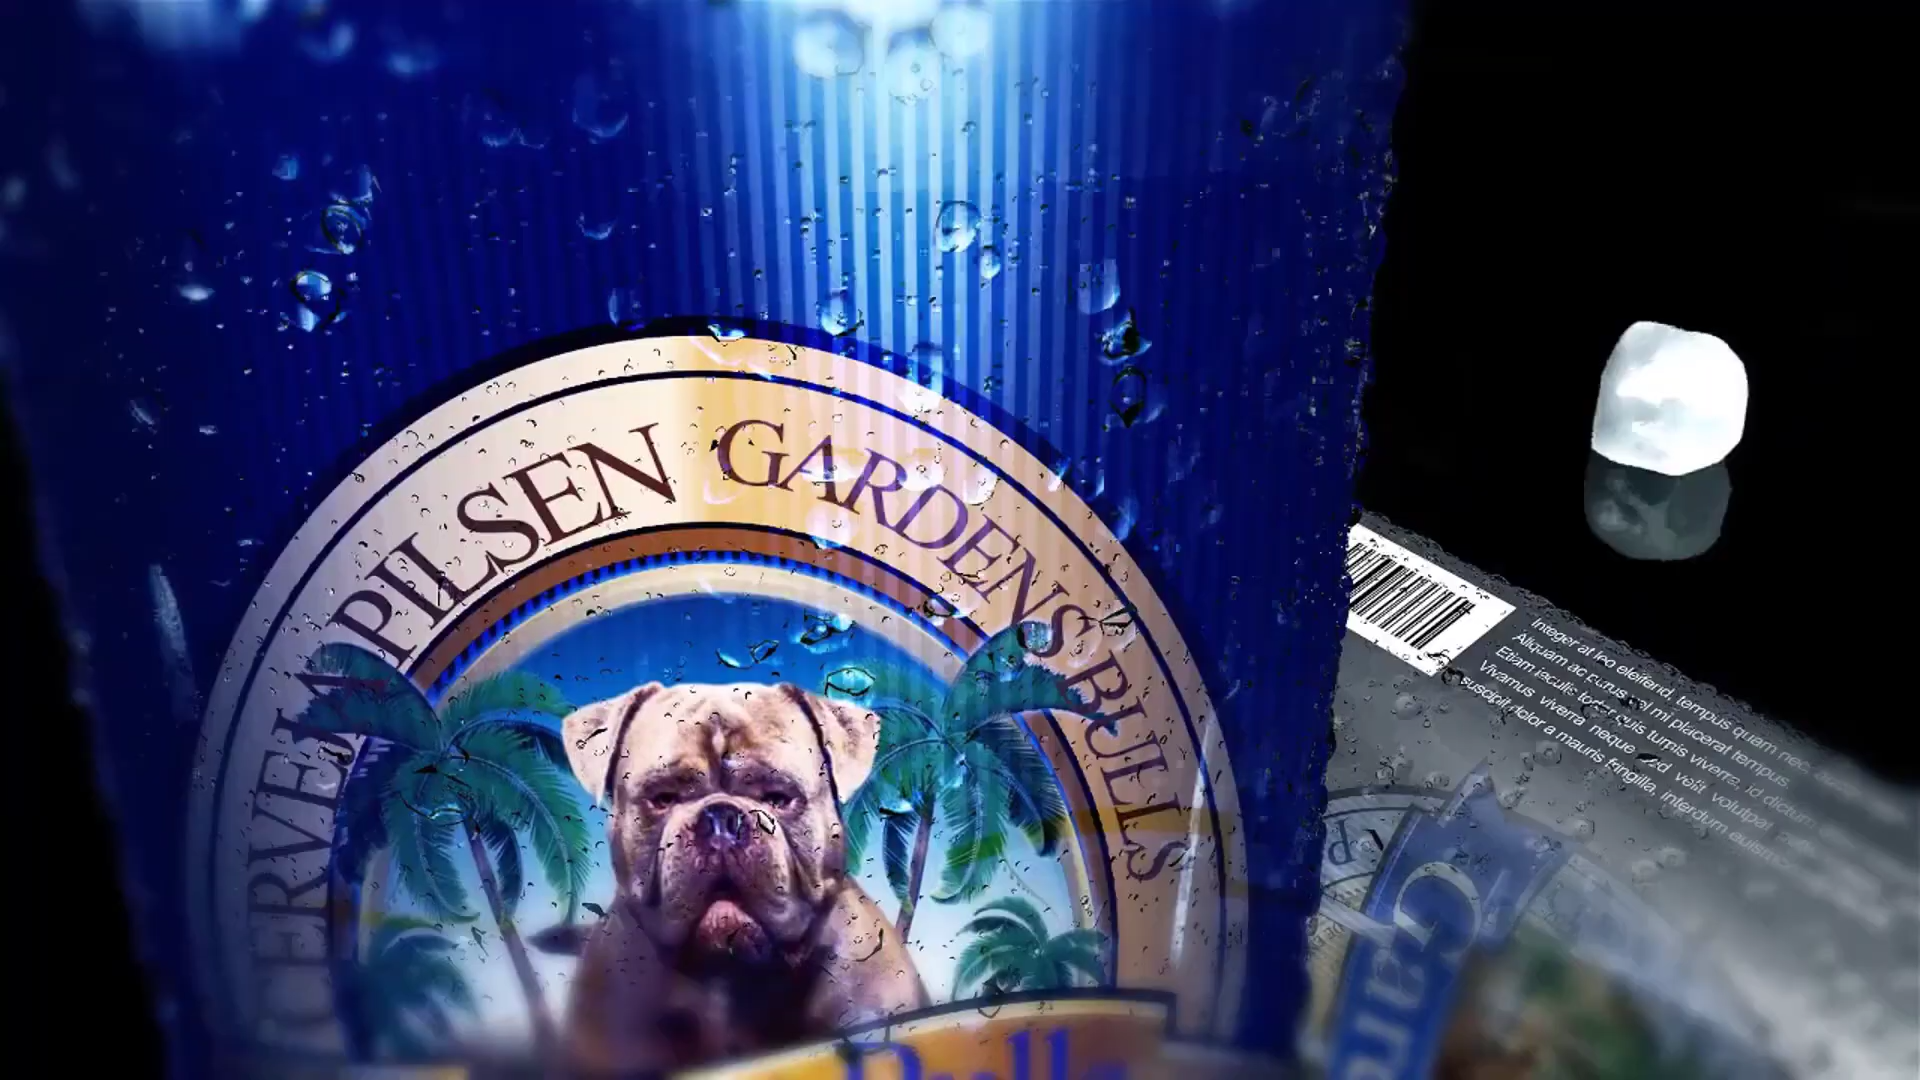 CERVEJA PILSEN GARDENS BULLS
Bulls
Integer at leo eleifend, tempus quam nec,
Aliquam ac purus vel mi placerat tempus.
Etiam iaculis tortor quis turpis viverra, id dictum
Vivamus viverra neque sed velit volutpat
suscipit dolor a mauris fringilla, interdum euismod
Gar